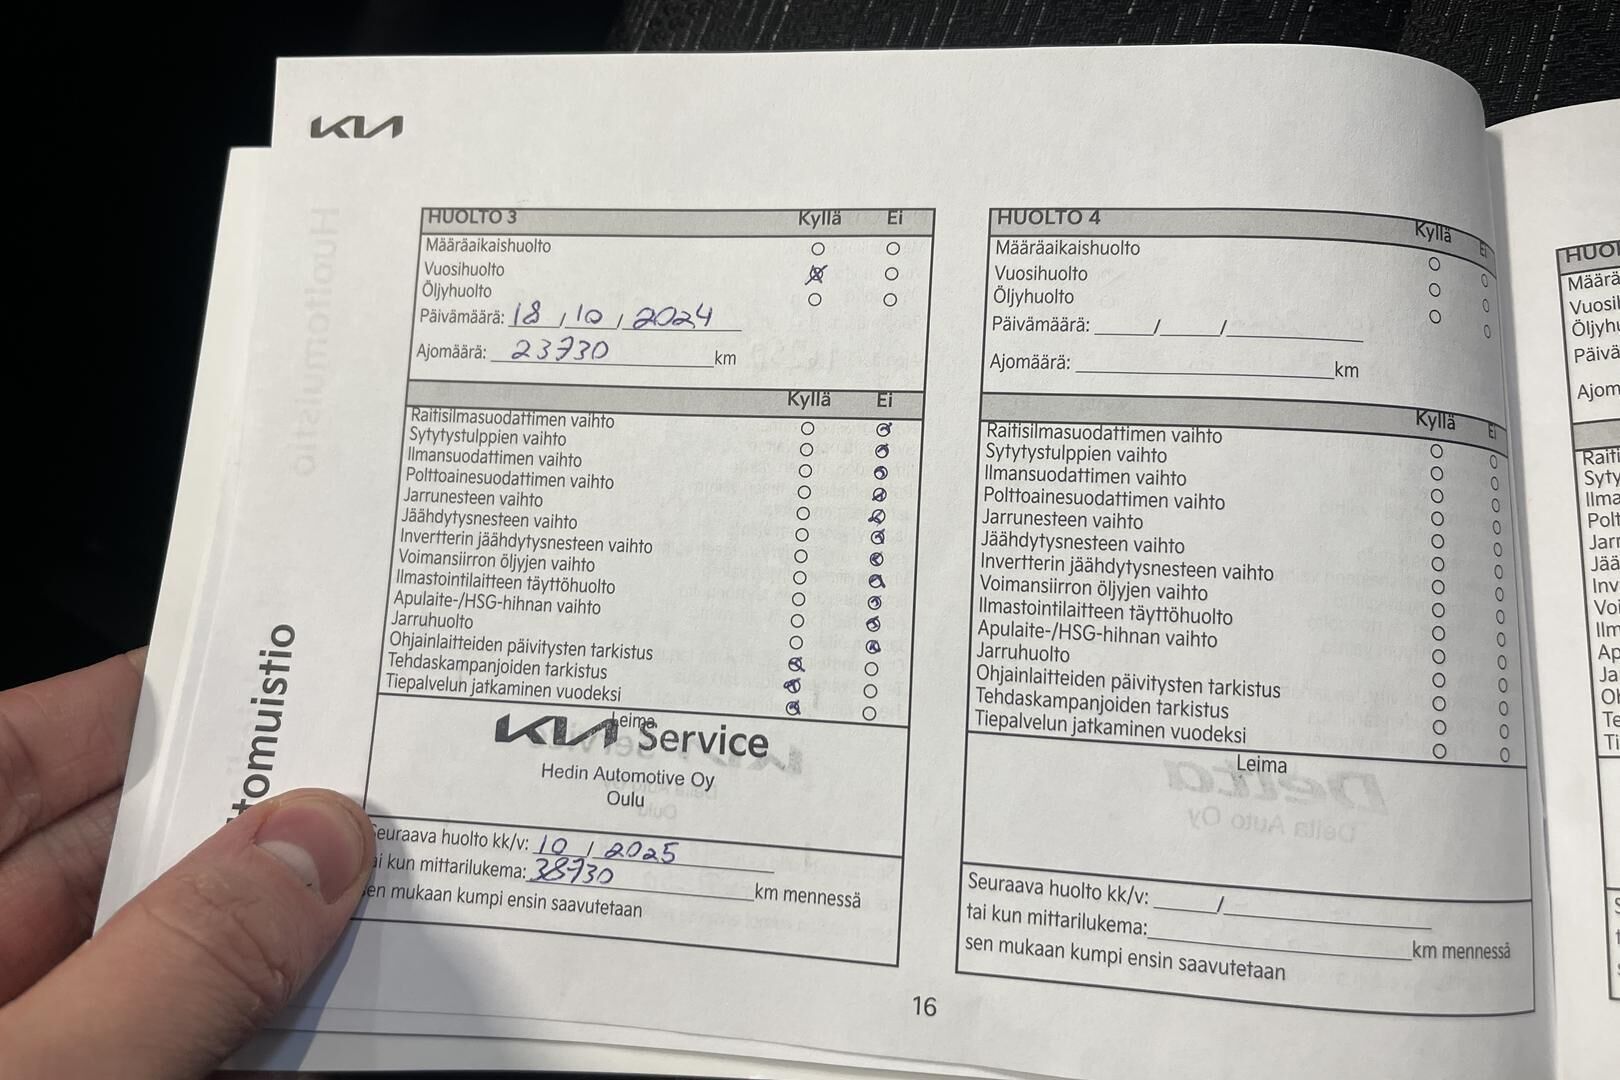 KIA
HUOLTO 3 Kyllä Ei
Määräaikaishuolto
Vuosihuolto
Öljyhuolto
Päivämäärä: 18 / 10 / 2024
Ajomäärä: 23730 km
Kyllä Ei
Raitisilmasuodattimen vaihto
Sytytystulppien vaihto
Ilmansuodattimen vaihto
Polttoainesuodattimen vaihto
Jarrunesteen vaihto
Jäähdytysnesteen vaihto
Invertterin jäähdytysnesteen vaihto
Voimansiirron öljyjen vaihto
Ilmastointilaitteen täyttöhuolto
Apulaite-/HSG-hihnan vaihto
Jarruhuolto
Ohjainlaitteiden päivitysten tarkistus
Tehdaskampanjoiden tarkistus
Tiepalvelun jatkaminen vuodeksi
Leima
KIA Service
Hedin Automotive Oy
Oulu
Seuraava huolto kk/v: 10 / 2025
tai kun mittarilukema: 38730 km mennessä
sen mukaan kumpi ensin saavutetaan
HUOLTO 4 Kyllä Ei
Määräaikaishuolto
Vuosihuolto
Öljyhuolto
Päivämäärä: / /
Ajomäärä: km
Kyllä Ei
Raitisilmasuodattimen vaihto
Sytytystulppien vaihto
Ilmansuodattimen vaihto
Polttoainesuodattimen vaihto
Jarrunesteen vaihto
Jäähdytysnesteen vaihto
Invertterin jäähdytysnesteen vaihto
Voimansiirron öljyjen vaihto
Ilmastointilaitteen täyttöhuolto
Apulaite-/HSG-hihnan vaihto
Jarruhuolto
Ohjainlaitteiden päivitysten tarkistus
Tehdaskampanjoiden tarkistus
Tiepalvelun jatkaminen vuodeksi
Leima
Seuraava huolto kk/v: /
tai kun mittarilukema: km mennessä
sen mukaan kumpi ensin saavutetaan
16
tomuistio